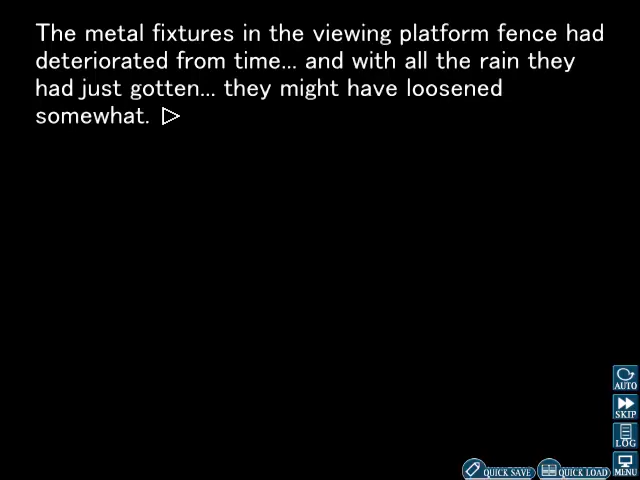 The metal fixtures in the viewing platform fence had
deteriorated from time... and with all the rain they
had just gotten... they might have loosened
somewhat.
AUTO
SKIP
LOG
MENU
QUICK SAVE
QUICK LOAD